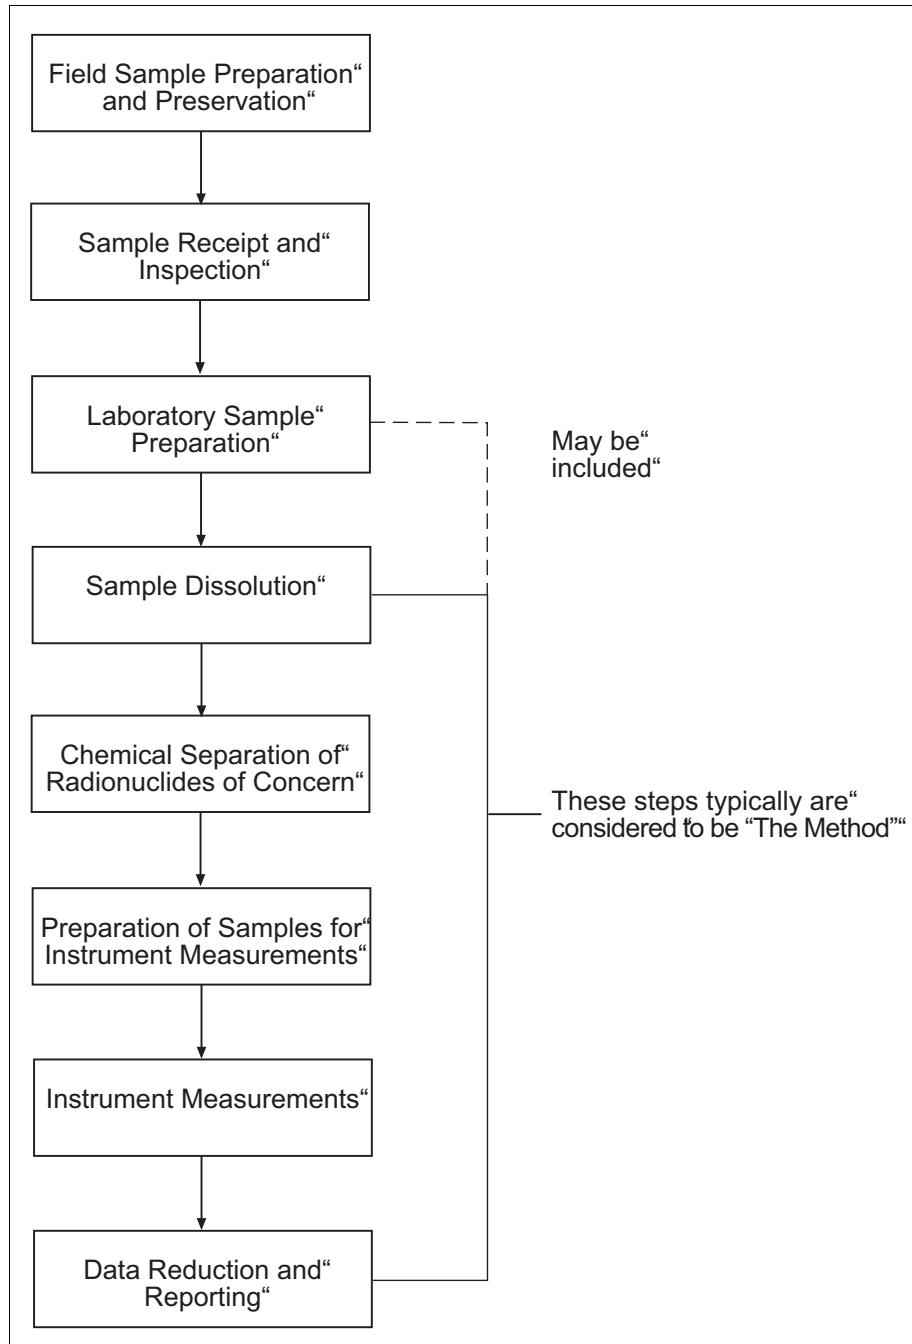 Field Sample Preparation“
and Preservation“
Sample Receipt and“
Inspection“
Laboratory Sample“
Preparation“
May be“
included“
Sample Dissolution“
Chemical Separation of“
Radionuclides of Concern“
These steps typically are“
considered to be “The Method”“
Preparation of Samples for“
Instrument Measurements“
Instrument Measurements“
Data Reduction and“
Reporting“